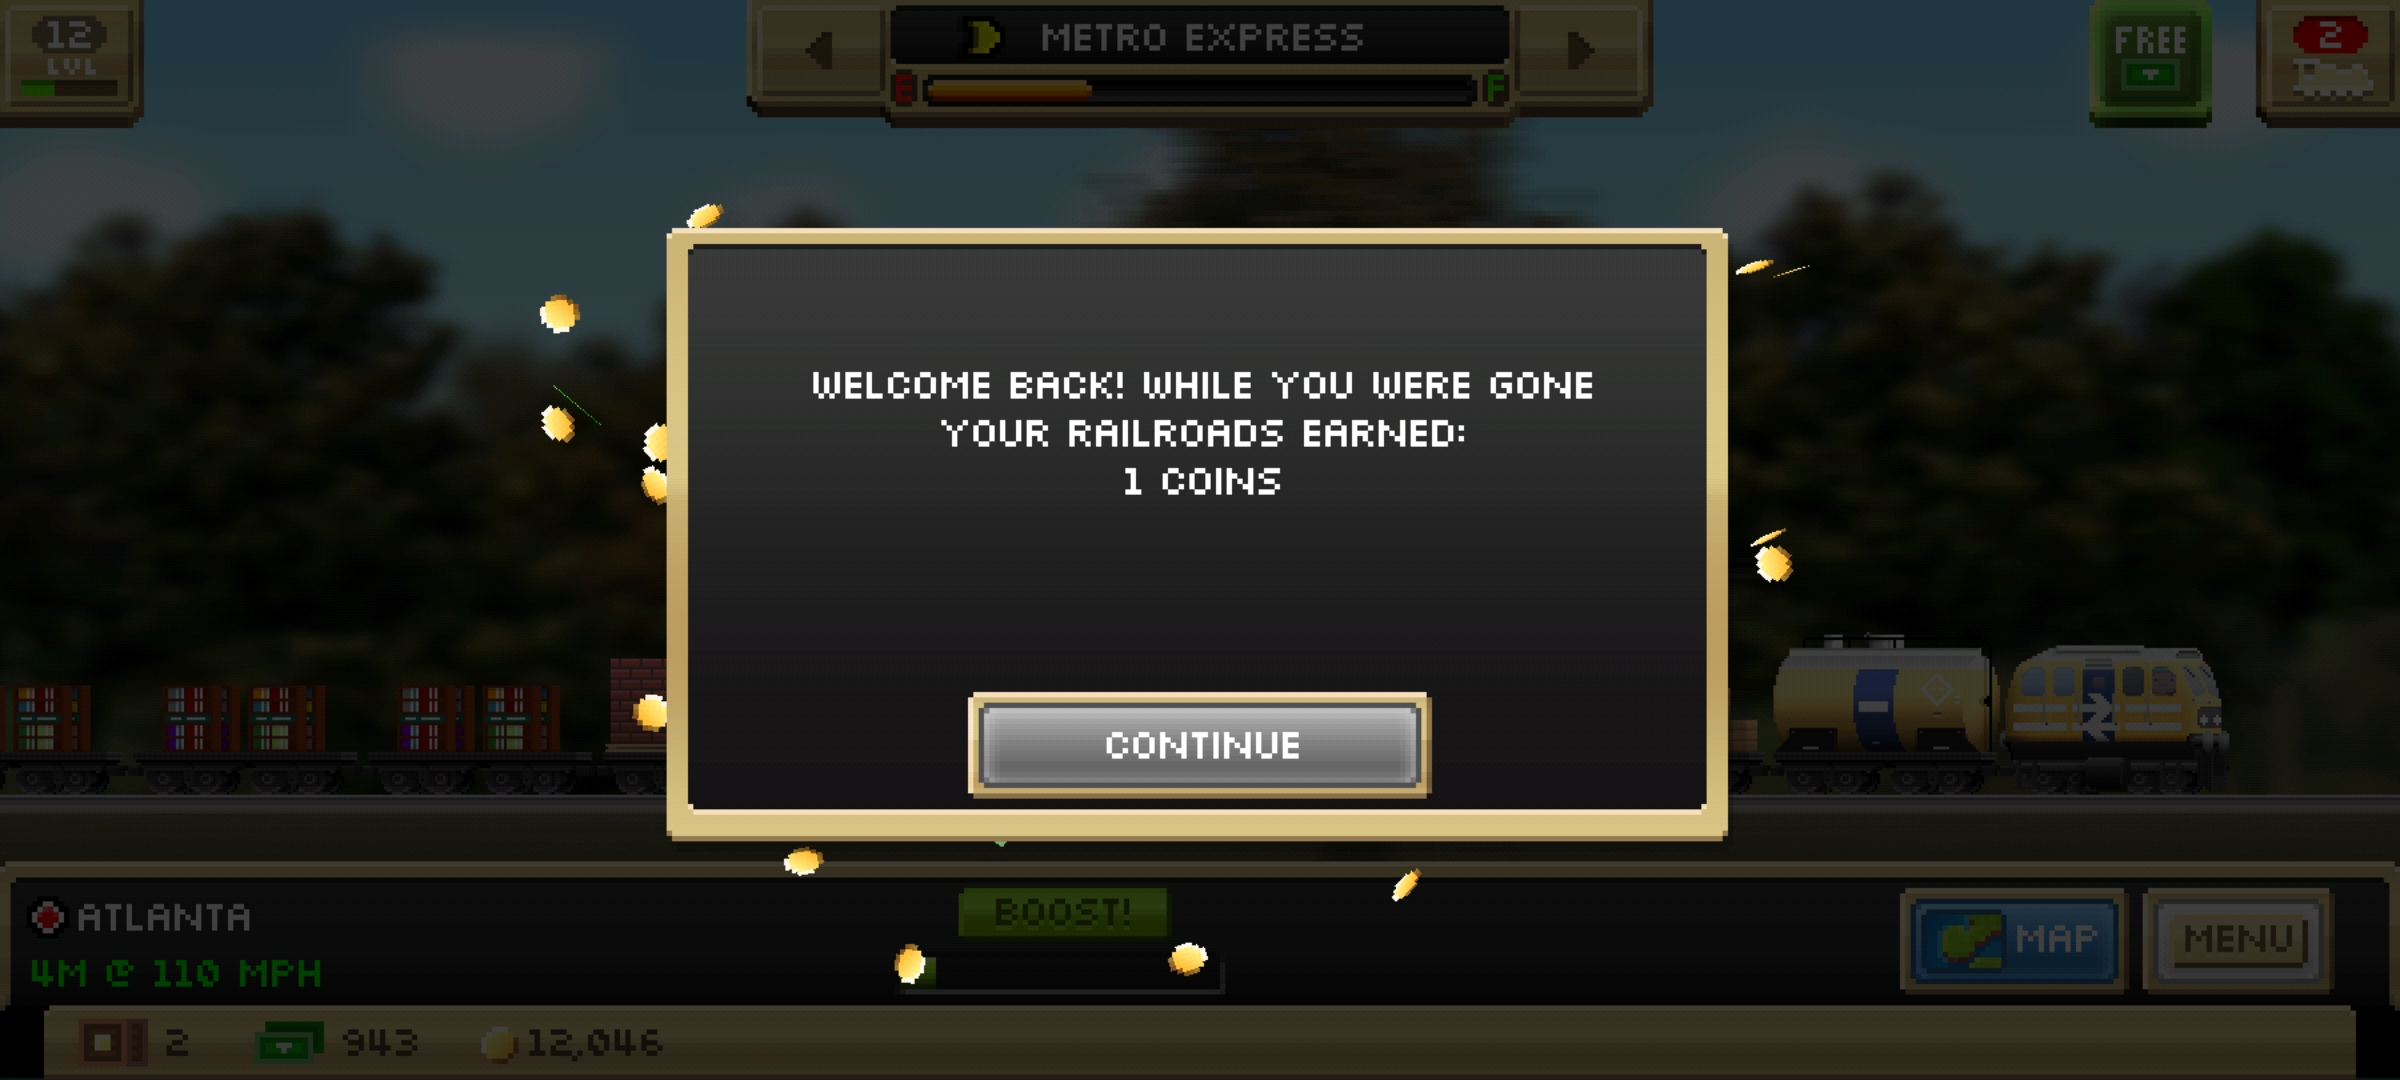 12
LVL
METRO EXPRESS
E
F
FREE
2
WELCOME BACK! WHILE YOU WERE GONE
YOUR RAILROADS EARNED:
1 COINS
CONTINUE
ATLANTA
4M @ 110 MPH
BOOST!
MAP
MENU
2
943
12,046